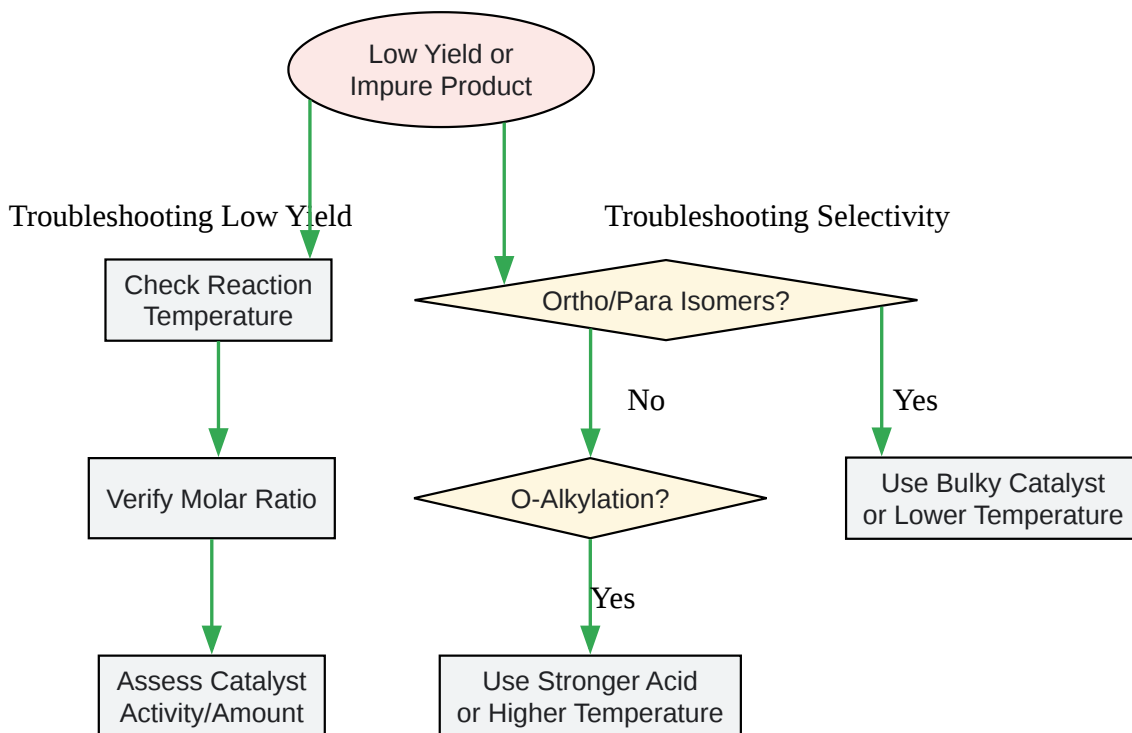 Low Yield or
Impure Product
Troubleshooting Low Yield
Troubleshooting Selectivity
Check Reaction
Temperature
Ortho/Para Isomers?
No
Yes
Verify Molar Ratio
O-Alkylation?
Use Bulky Catalyst
or Lower Temperature
Yes
Assess Catalyst
Activity/Amount
Use Stronger Acid
or Higher Temperature